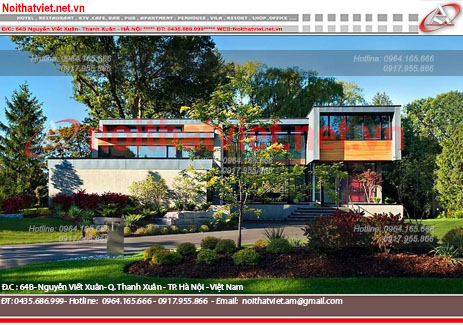 Noithatviet.net.vn
HOTEL . RESTAURANT . KTV.CAFE.BAR . PUB . APARTMENT . PENHOUSE . VILA . RESORT . SHOP . OFFICE ...
Đ/C: 64B Nguyễn Viết Xuân- Thanh Xuân - HÀ Nội ***** ĐT: 0435.686.999***** WEB:Noithatviet.net.vn
Hotline: 0964.165.666
0917.955.866
Hotline: 0964.165.666
0917.955.866
Noithatviet.net.vn
Hotline: 0964.165.666
0917.955.866
Hotline: 0964.165.666
0917.955.866
Hotline: 0964.165.666
0917.955.866
Hotline: 0964.165.666
0917.955.866
Đ.C : 64B- Nguyễn Viết Xuân- Q. Thanh Xuân - TP. Hà Nội - Việt Nam
ĐT: 0435.686.999- Hotline: 0964.165.666 - 0917.955.866 - Email: noithatviet.am@gmail.com